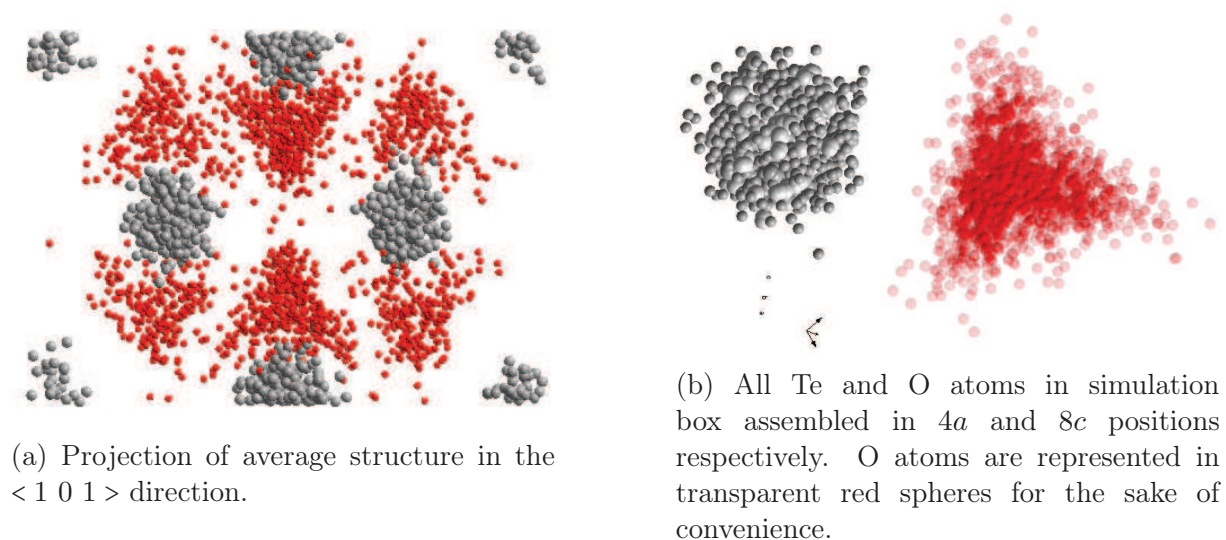 (a) Projection of average structure in the
< 1 0 1 > direction.
(b) All Te and O atoms in simulation
box assembled in 4a and 8c positions
respectively. O atoms are represented in
transparent red spheres for the sake of
convenience.